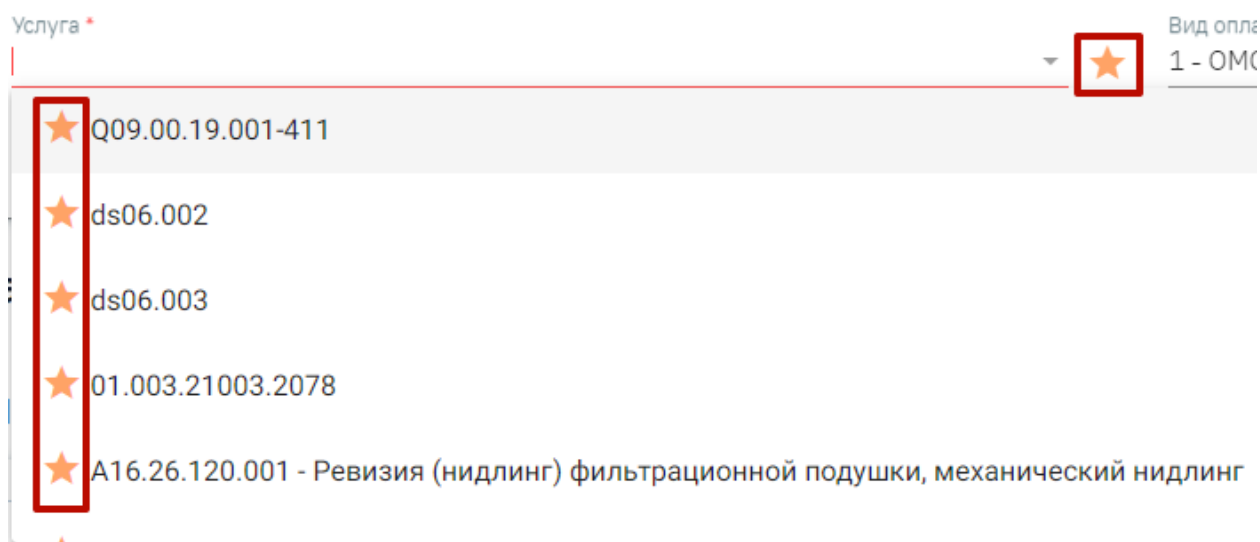 Услуга *
Вид опла
1 - ОМС
Q09.00.19.001-411
ds06.002
ds06.003
01.003.21003.2078
A16.26.120.001 - Ревизия (нидлинг) фильтрационной подушки, механический нидлинг